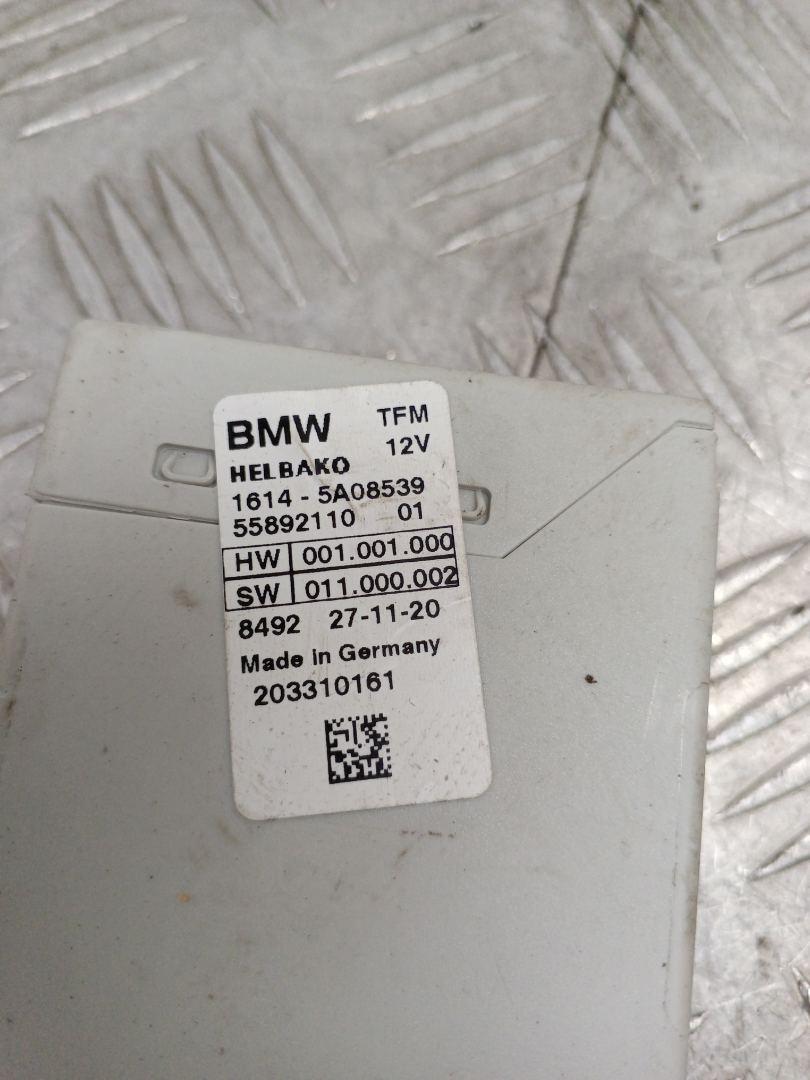 BMW TFM
12V
HELBAKO
1614 - 5A08539
55892110 01
HW 001.001.000
SW 011.000.002
8492 27-11-20
Made in Germany
203310161